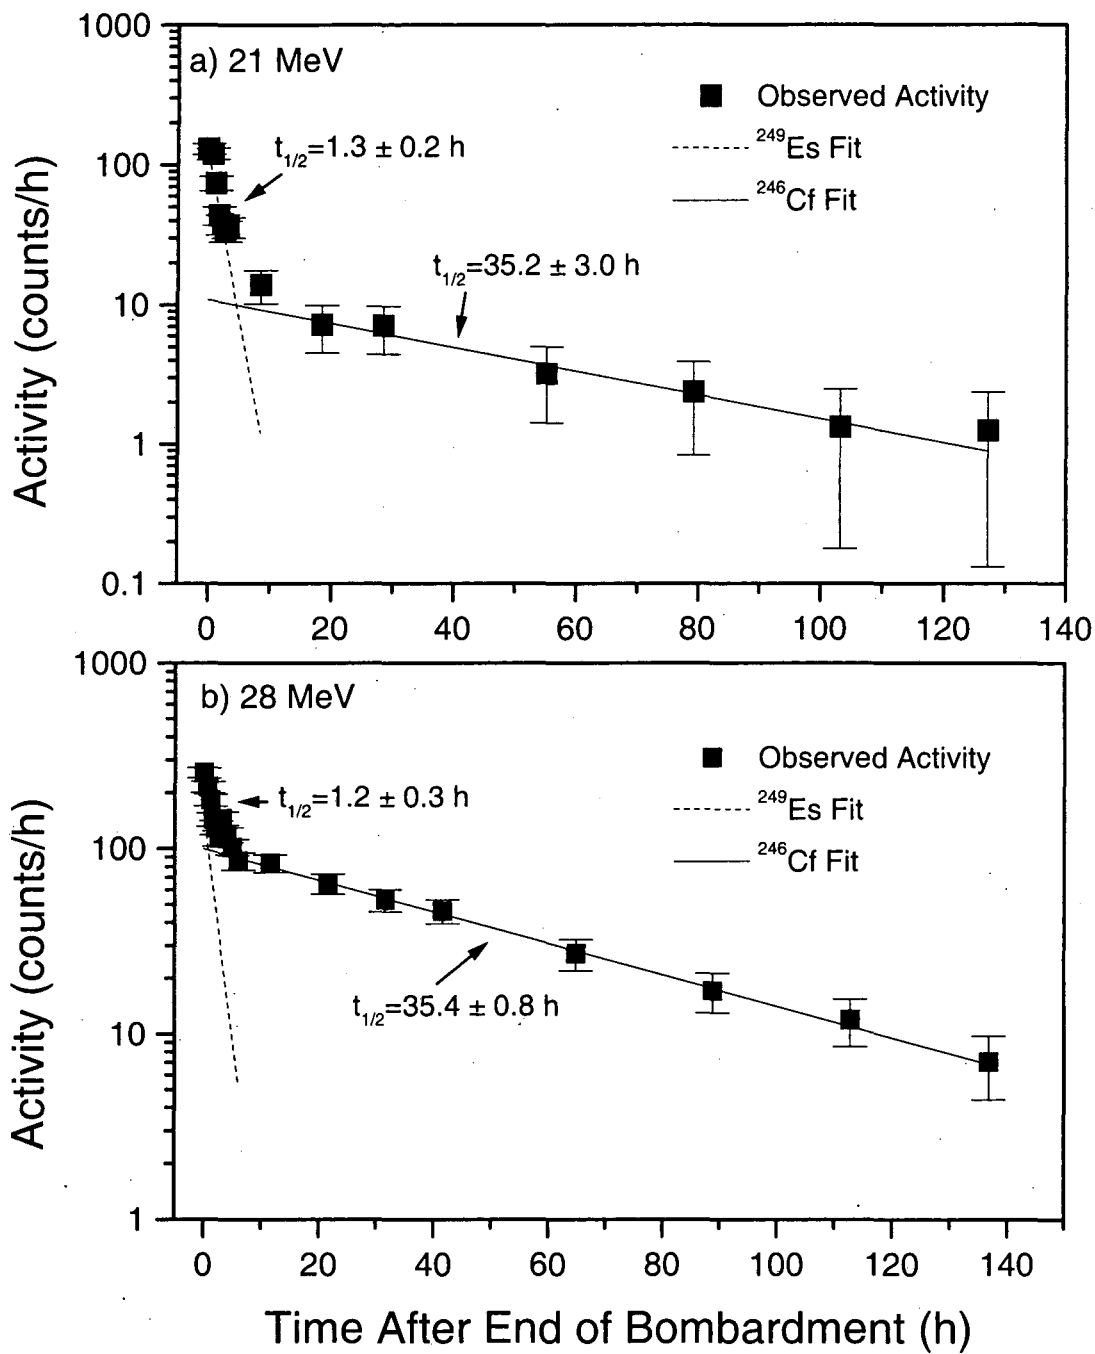 1000
a) 21 MeV
Observed Activity
t1/2=1.3 ± 0.2 h
249Es Fit
100
246Cf Fit
t1/2=35.2 ± 3.0 h
10
1
0.1
Activity (counts/h)
0 20 40 60 80 100 120 140
1000
b) 28 MeV
Observed Activity
t1/2=1.2 ± 0.3 h
249Es Fit
100
246Cf Fit
t1/2=35.4 ± 0.8 h
10
1
Activity (counts/h)
0 20 40 60 80 100 120 140
Time After End of Bombardment (h)